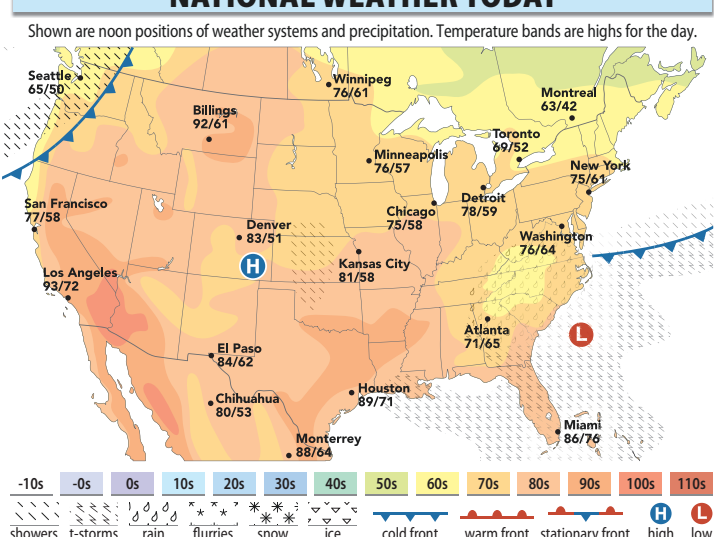 NATIONAL WEATHER TODAY
Shown are noon positions of weather systems and precipitation. Temperature bands are highs for the day.
Seattle
65/50
Winnipeg
76/61
Billings
92/61
Montreal
63/42
Toronto
69/52
Minneapolis
76/57
New York
75/61
Detroit
78/59
Chicago
75/58
San Francisco
77/58
Denver
83/51
Washington
76/64
H
Kansas City
81/58
Los Angeles
93/72
Atlanta
71/65
L
El Paso
84/62
Houston
89/71
Chihuahua
80/53
Miami
86/76
Monterrey
88/64
-10s -0s 0s 10s 20s 30s 40s 50s 60s 70s 80s 90s 100s 110s
H L
showers t-storms rain flurries snow ice cold front warm front stationary front high low